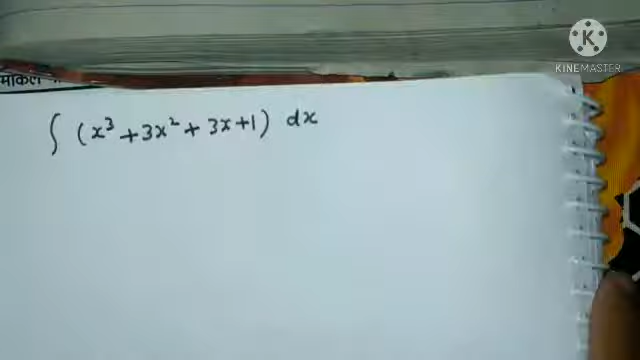 K
KINEMASTER
∫ (x³ + 3x² + 3x + 1) dx